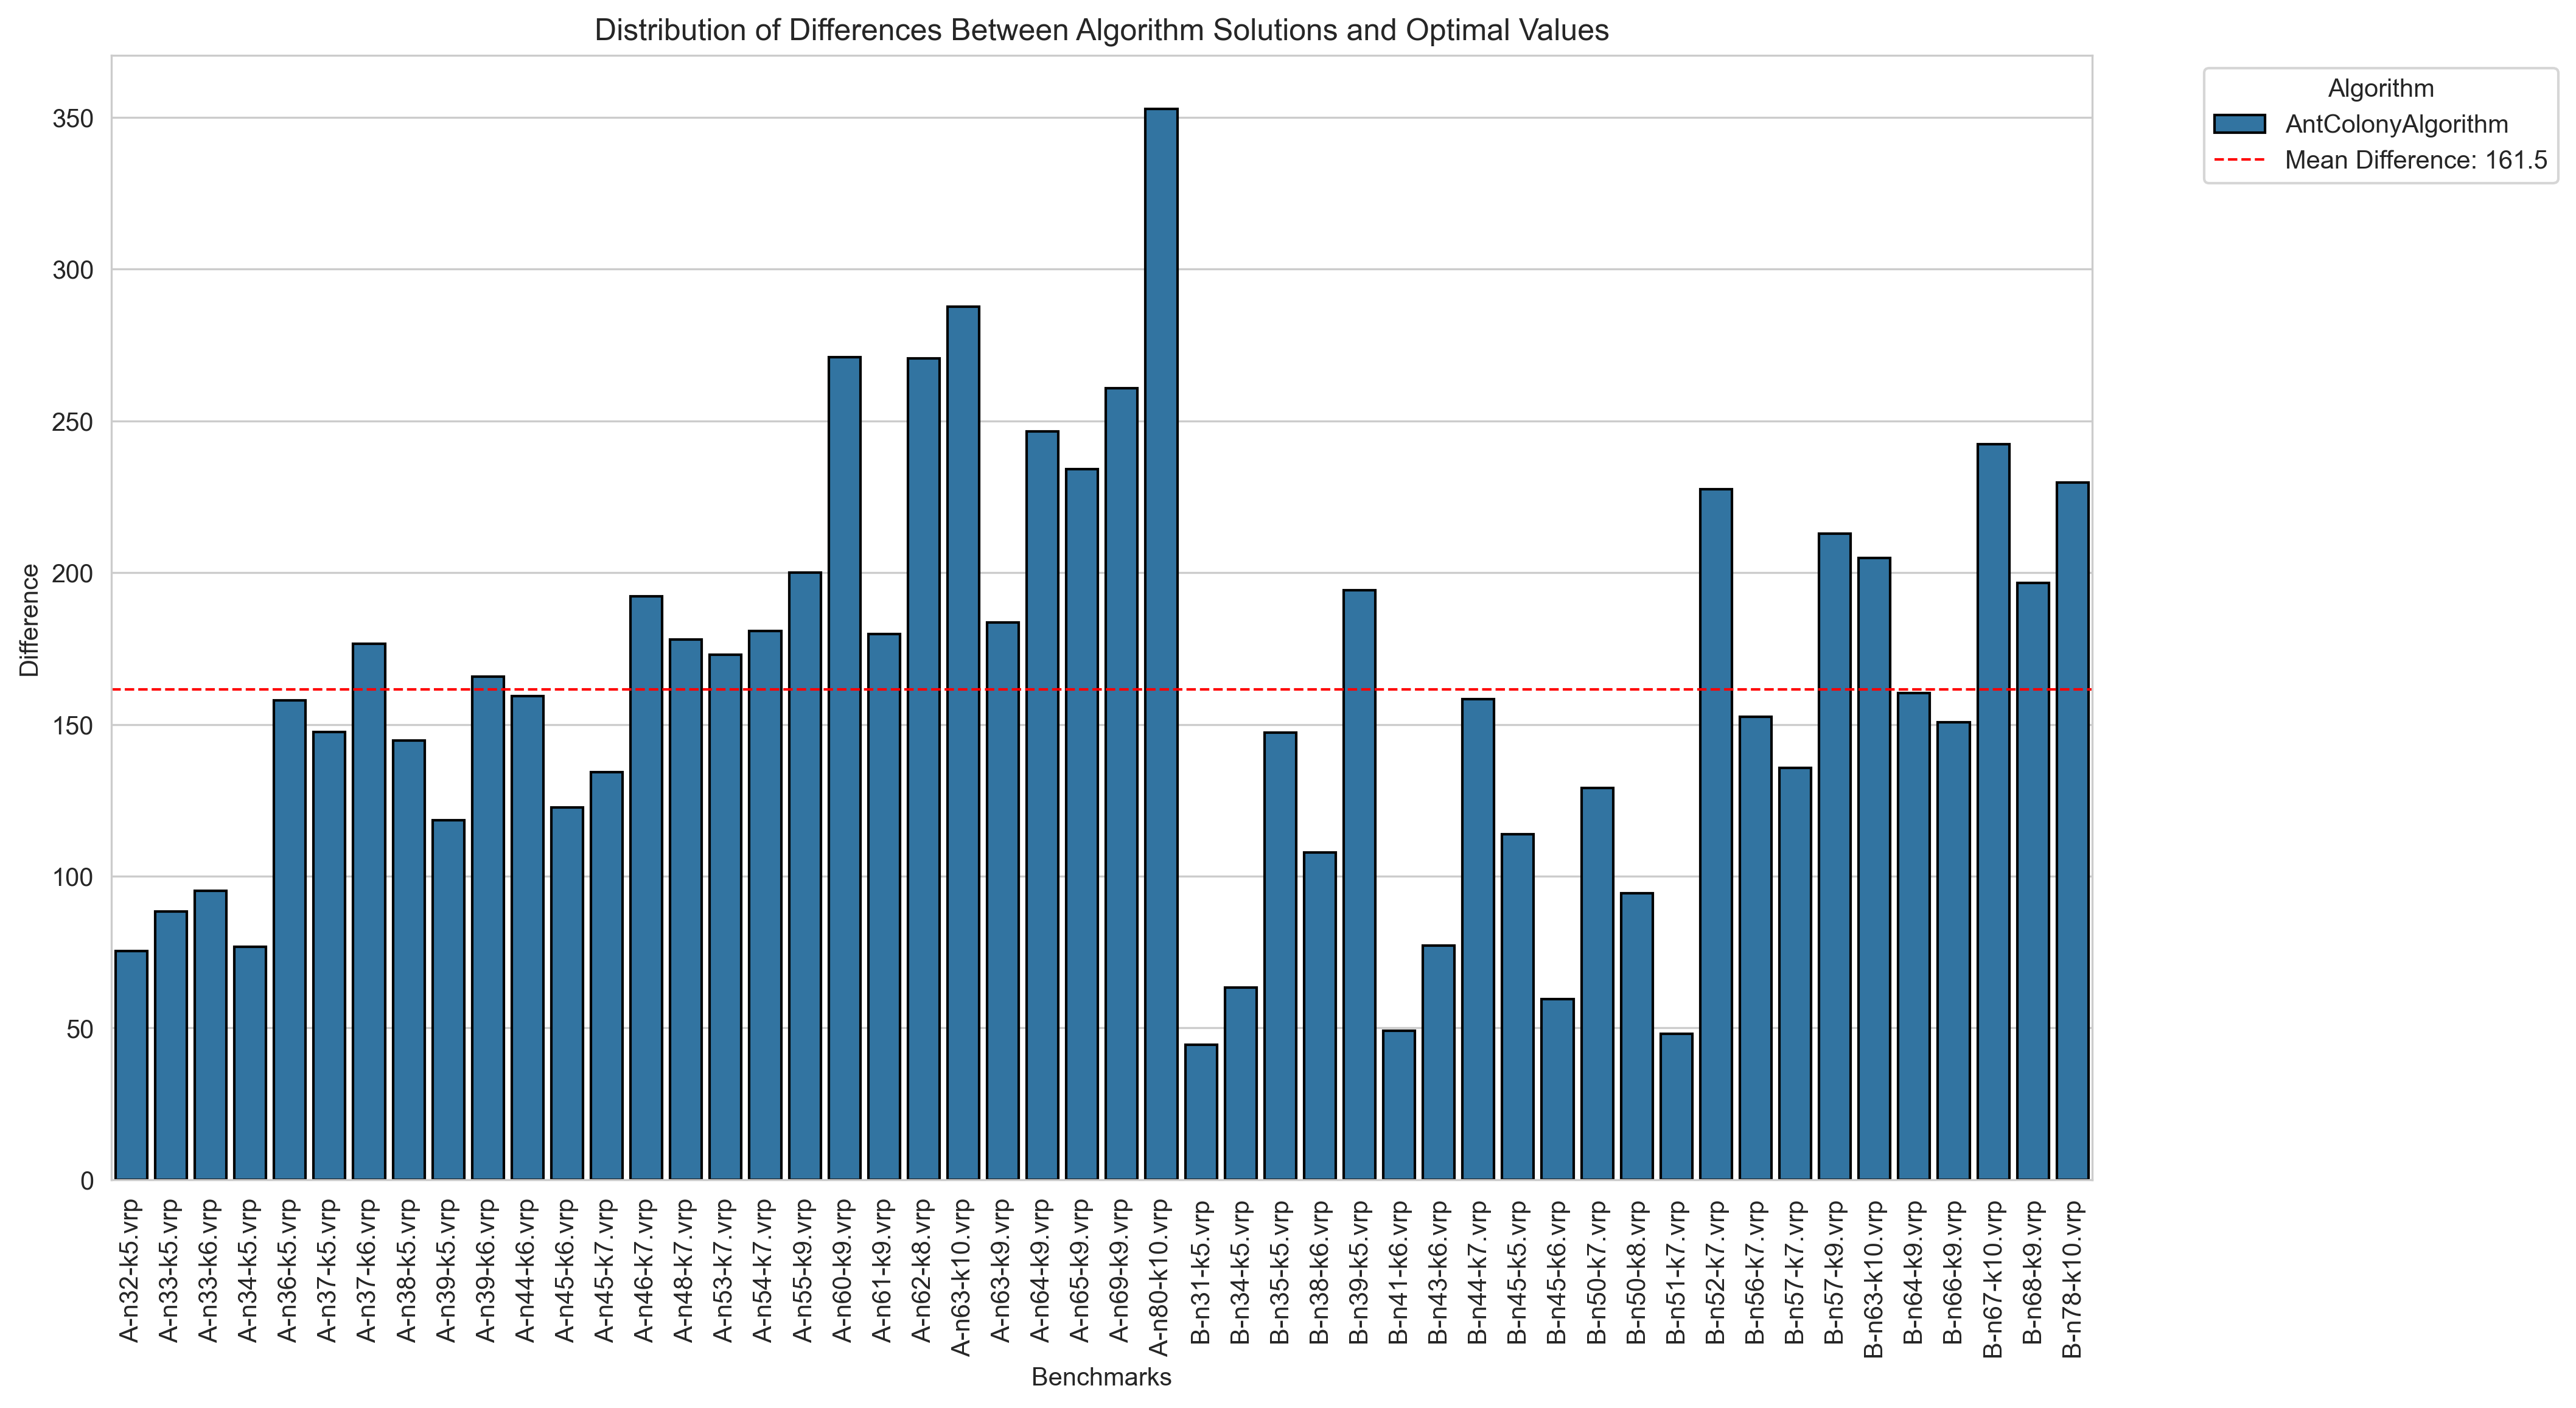 Distribution of Differences Between Algorithm Solutions and Optimal Values
Algorithm
AntColonyAlgorithm
Mean Difference: 161.5
Difference
350
300
250
200
150
100
50
0
A-n32-k5.vrp
A-n33-k5.vrp
A-n33-k6.vrp
A-n34-k5.vrp
A-n36-k5.vrp
A-n37-k5.vrp
A-n37-k6.vrp
A-n38-k5.vrp
A-n39-k5.vrp
A-n39-k6.vrp
A-n44-k6.vrp
A-n45-k6.vrp
A-n45-k7.vrp
A-n46-k7.vrp
A-n48-k7.vrp
A-n53-k7.vrp
A-n54-k7.vrp
A-n55-k9.vrp
A-n60-k9.vrp
A-n61-k9.vrp
A-n62-k8.vrp
A-n63-k10.vrp
A-n63-k9.vrp
A-n64-k9.vrp
A-n65-k9.vrp
A-n69-k9.vrp
A-n80-k10.vrp
B-n31-k5.vrp
B-n34-k5.vrp
B-n35-k5.vrp
B-n38-k6.vrp
B-n39-k5.vrp
B-n41-k6.vrp
B-n43-k6.vrp
B-n44-k7.vrp
B-n45-k5.vrp
B-n45-k6.vrp
B-n50-k7.vrp
B-n50-k8.vrp
B-n51-k7.vrp
B-n52-k7.vrp
B-n56-k7.vrp
B-n57-k7.vrp
B-n57-k9.vrp
B-n63-k10.vrp
B-n64-k9.vrp
B-n66-k9.vrp
B-n67-k10.vrp
B-n68-k9.vrp
B-n78-k10.vrp
Benchmarks